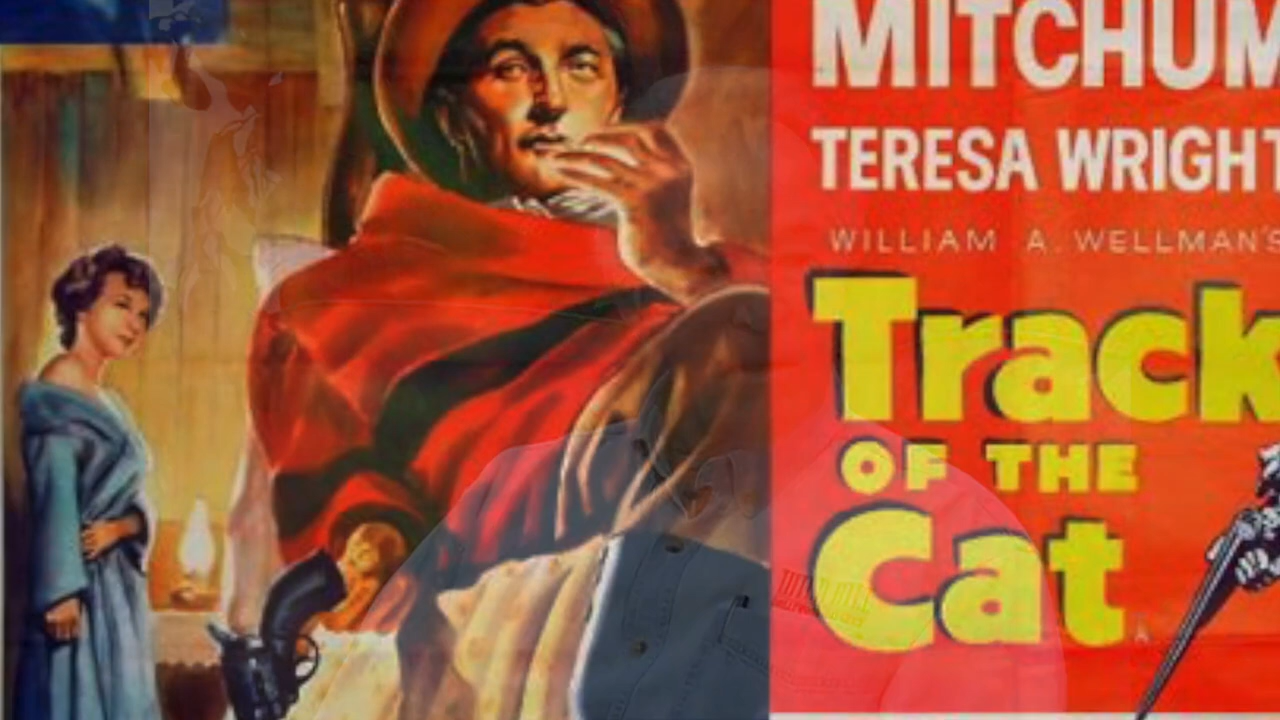 MITCHUM
TERESA WRIGHT
WILLIAM A. WELLMAN'S
Track
OF THE
Cat